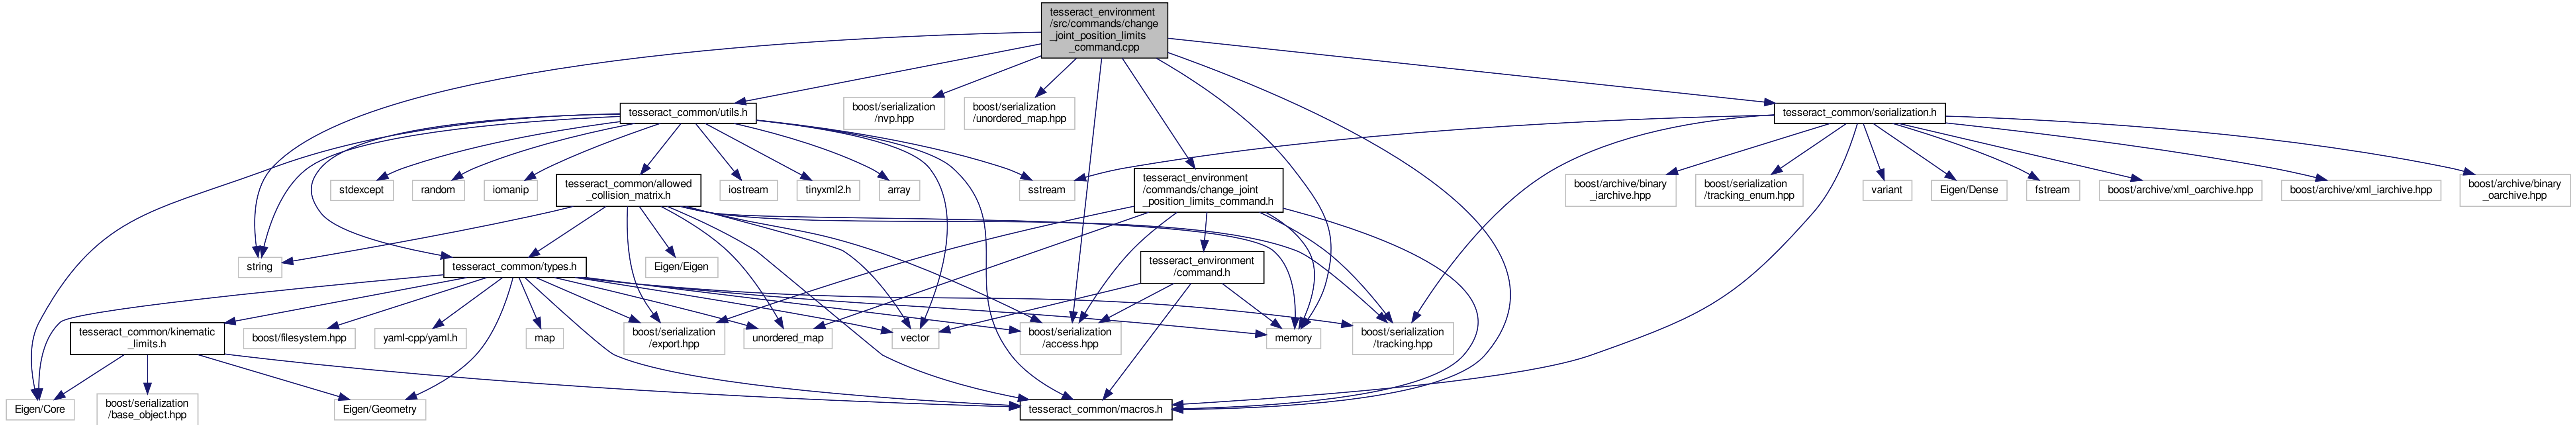 tesseract_environment
/src/commands/change
_joint_position_limits
_command.cpp
tesseract_common/utils.h
boost/serialization
/nvp.hpp
boost/serialization
/unordered_map.hpp
tesseract_common/serialization.h
stdexcept
random
iomanip
tesseract_common/allowed
_collision_matrix.h
iostream
tinyxml2.h
array
sstream
tesseract_environment
/commands/change_joint
_position_limits_command.h
boost/archive/binary
_iarchive.hpp
boost/serialization
/tracking_enum.hpp
variant
Eigen/Dense
fstream
boost/archive/xml_oarchive.hpp
boost/archive/xml_iarchive.hpp
boost/archive/binary
_oarchive.hpp
string
tesseract_common/types.h
Eigen/Eigen
tesseract_environment
/command.h
tesseract_common/kinematic
_limits.h
boost/filesystem.hpp
yaml-cpp/yaml.h
map
boost/serialization
/export.hpp
unordered_map
vector
boost/serialization
/access.hpp
memory
boost/serialization
/tracking.hpp
Eigen/Core
boost/serialization
/base_object.hpp
Eigen/Geometry
tesseract_common/macros.h